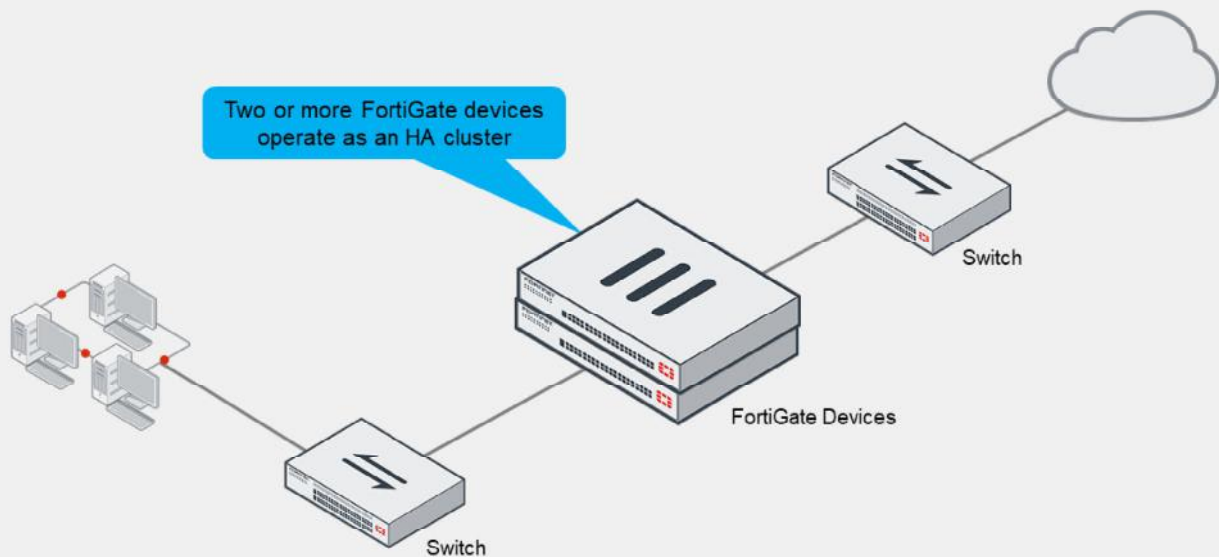 Two or more FortiGate devices
operate as an HA cluster
Switch
FortiGate Devices
Switch